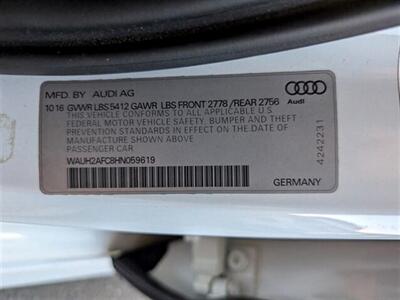 MFD. BY AUDI AG
10 16 GVWR LBS 5412 GAWR LBS FRONT 2778 /REAR 2756
THIS VEHICLE CONFORMS TO ALL APPLICABLE U.S.
FEDERAL MOTOR VEHICLE SAFETY, BUMPER AND THEFT
PREVENTION STANDARDS IN EFFECT ON THE DATE OF
MANUFACTURE SHOWN ABOVE
WAUH2AFC8HN059619
PASSENGER CAR
GERMANY
Audi
4242231